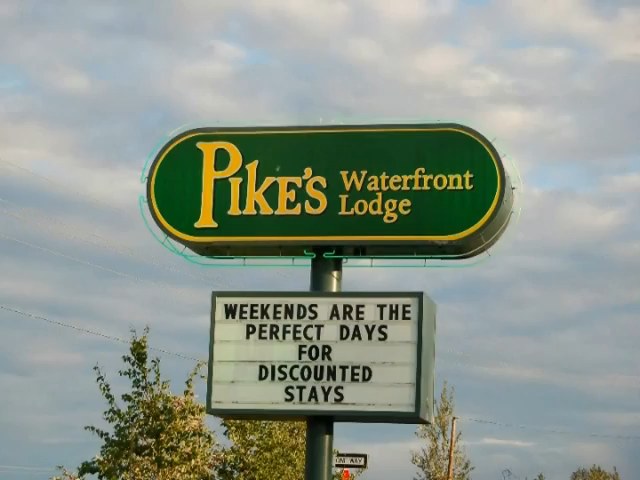 PIKE'S Waterfront
Lodge
WEEKENDS ARE THE
PERFECT DAYS
FOR
DISCOUNTED
STAYS
ONE WAY